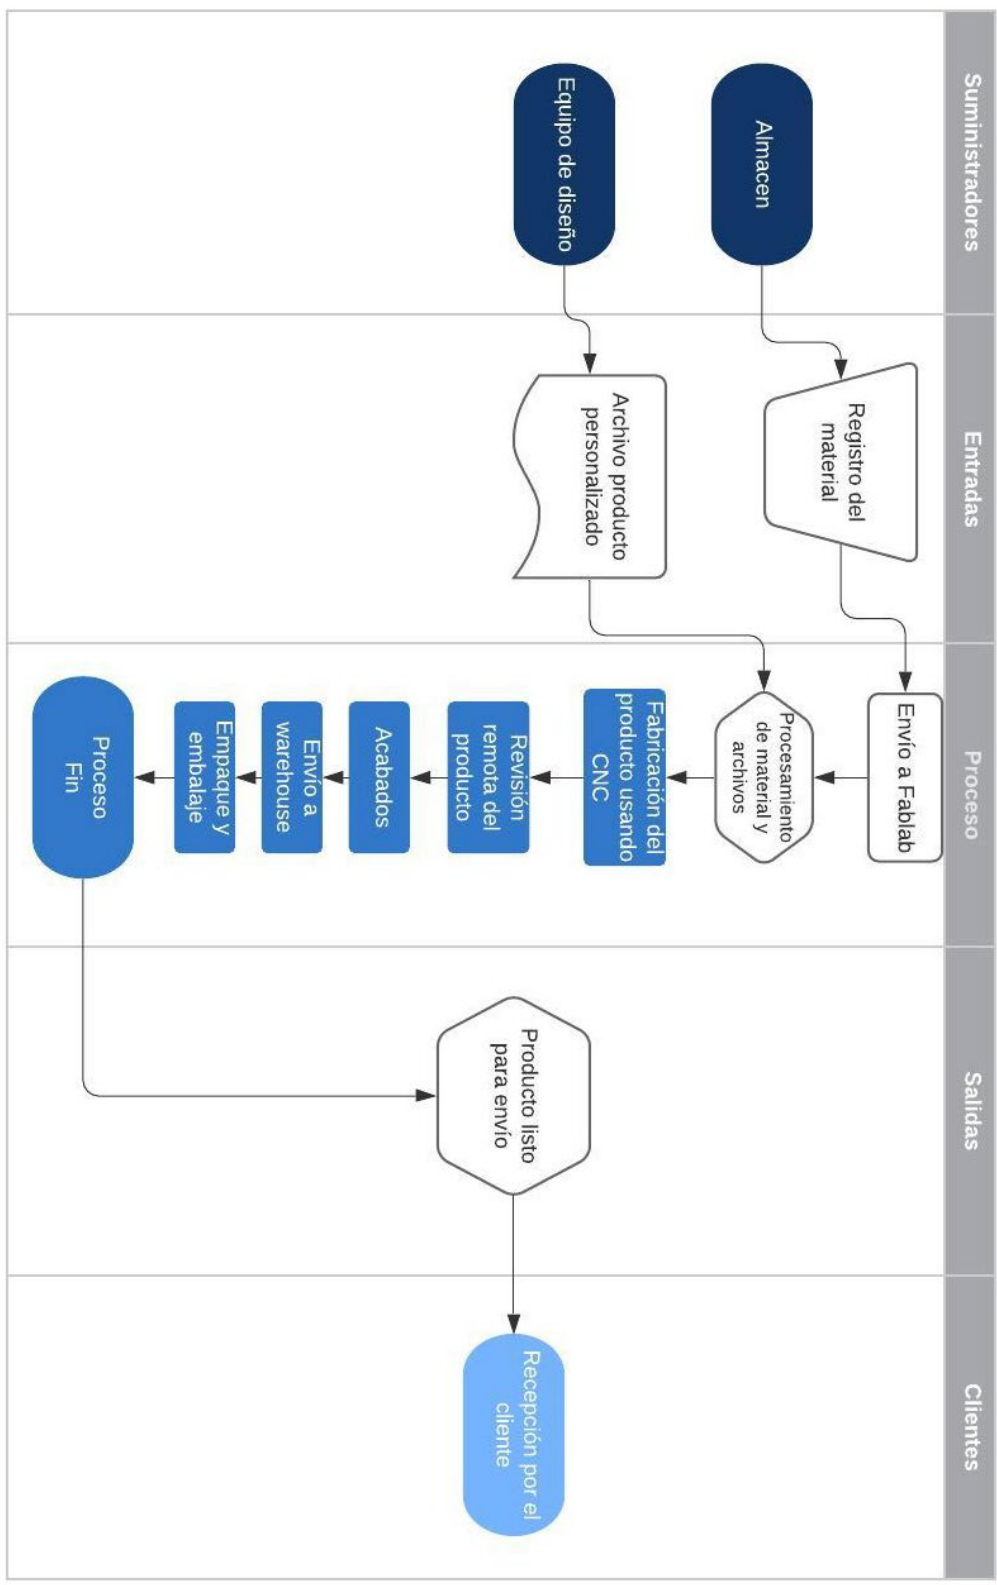 Suministradores
Entradas
Proceso
Salidas
Clientes
Almacen
Equipo de diseño
Registro del
material
Archivo producto
personalizado
Envío a Fablab
Procesamiento
de material y
archivos
Fabricación del
producto usando
CNC
Revisión
remota del
producto
Acabados
Envío a
warehouse
Empaque y
embalaje
Proceso
Fin
Producto listo
para envío
Recepción por el
cliente